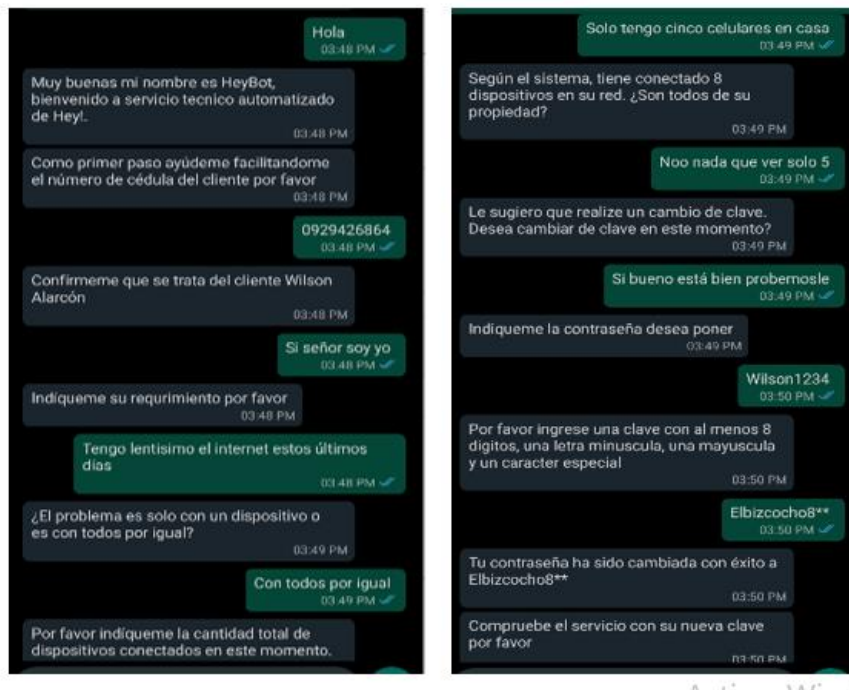 Hola
03:48 PM
Muy buenas mi nombre es HeyBot,
bienvenido a servicio tecnico automatizado
de Hey!.
03:48 PM
Como primer paso ayúdeme facilitandome
el número de cédula del cliente por favor
03:48 PM
0929426864
03:48 PM
Confirmeme que se trata del cliente Wilson
Alarcón
03:48 PM
Si señor soy yo
03:48 PM
Indíqueme su requrimiento por favor
03:48 PM
Tengo lentisimo el internet estos últimos
dias
03:48 PM
¿El problema es solo con un dispositivo o
es con todos por igual?
03:49 PM
Con todos por igual
03:49 PM
Por favor indíqueme la cantidad total de
dispositivos conectados en este momento.
Solo tengo cinco celulares en casa
03:49 PM
Según el sistema, tiene conectado 8
dispositivos en su red. ¿Son todos de su
propiedad?
03:49 PM
Noo nada que ver solo 5
03:49 PM
Le sugiero que realize un cambio de clave.
Desea cambiar de clave en este momento?
03:49 PM
Si bueno está bien probemosle
03:49 PM
Indiqueme la contraseña desea poner
03:49 PM
Wilson1234
03:50 PM
Por favor ingrese una clave con al menos 8
digitos, una letra minuscula, una mayuscula
y un caracter especial
03:50 PM
Elbizcocho8**
03:50 PM
Tu contraseña ha sido cambiada con éxito a
Elbizcocho8**
03:50 PM
Compruebe el servicio con su nueva clave
por favor
03:50 PM